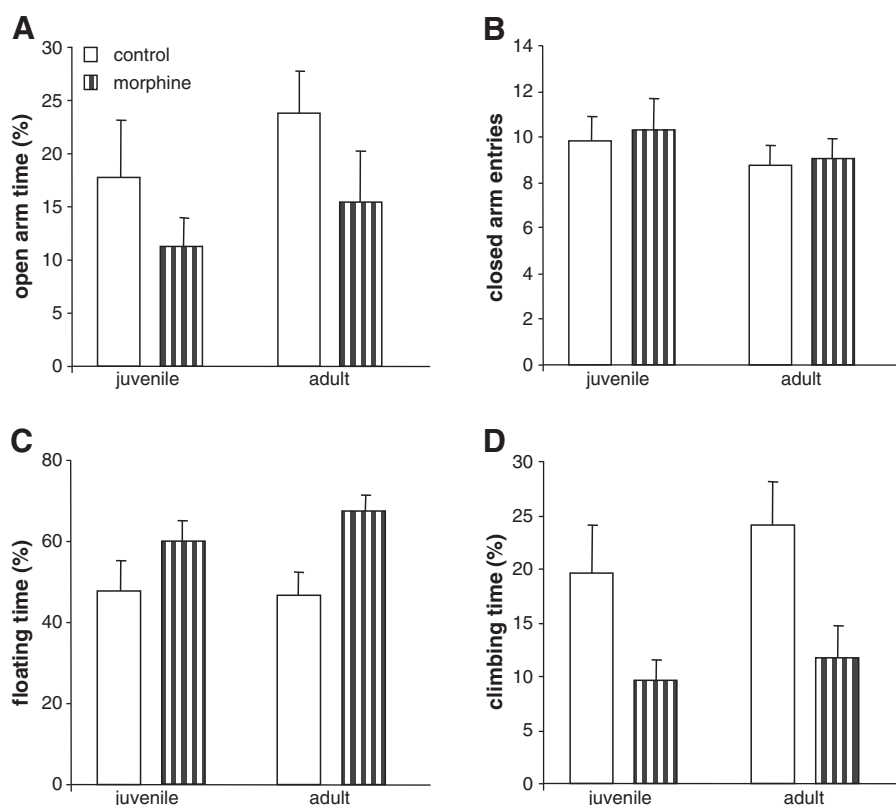 A
30
25
20
15
10
5
0
open arm time (%)
control
morphine
juvenile adult
B
14
12
10
8
6
4
2
0
closed arm entries
juvenile adult
C
80
60
40
20
0
floating time (%)
juvenile adult
D
30
25
20
15
10
5
0
climbing time (%)
juvenile adult